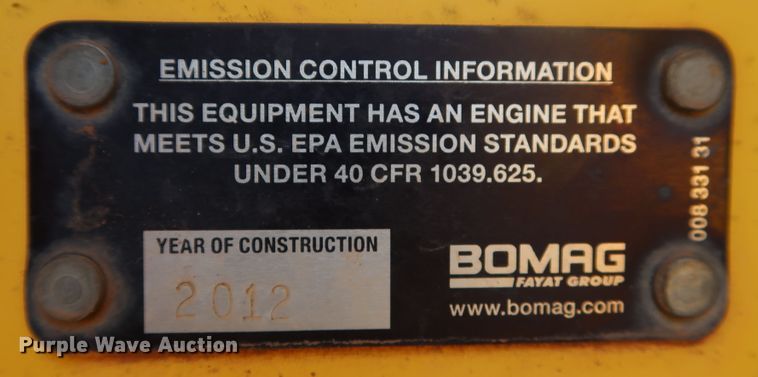 EMISSION CONTROL INFORMATION
THIS EQUIPMENT HAS AN ENGINE THAT
MEETS U.S. EPA EMISSION STANDARDS
UNDER 40 CFR 1039.625.
008 331 31
YEAR OF CONSTRUCTION
2012
BOMAG
FAYAT GROUP
www.bomag.com
Purple Wave Auction